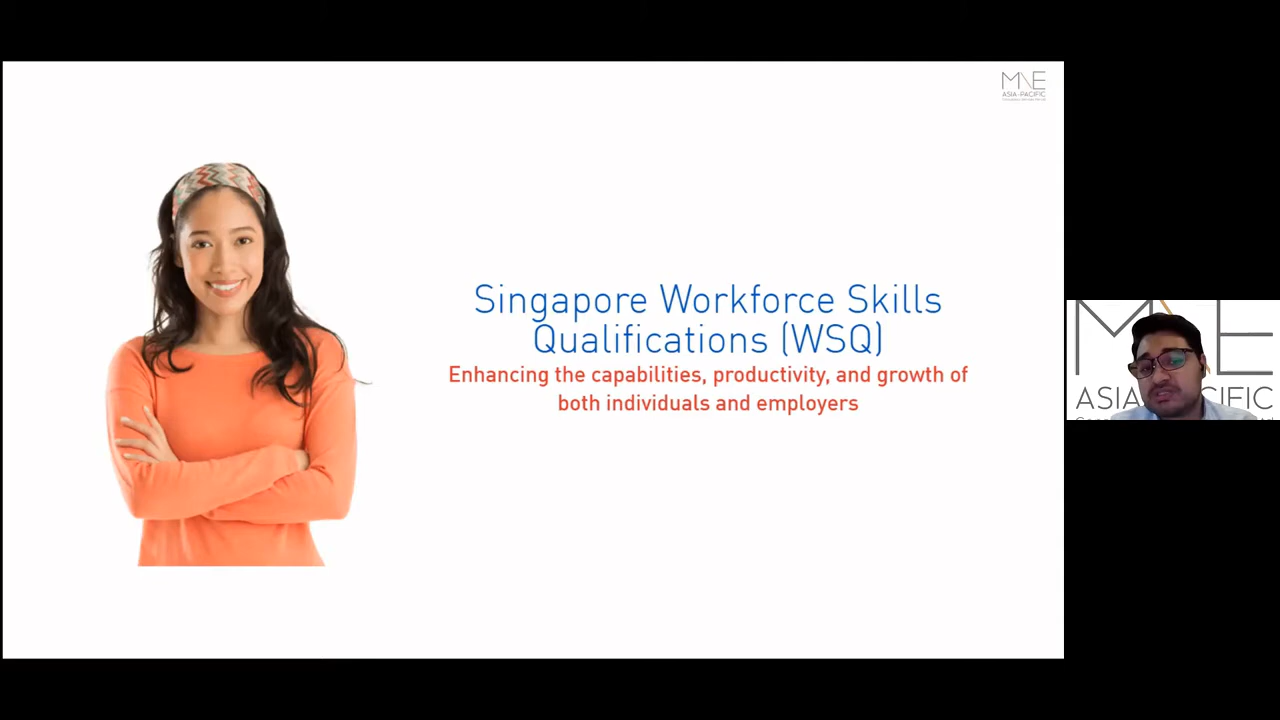 M\E
ASIA-PACIFIC
Singapore Workforce Skills
Qualifications (WSQ)
Enhancing the capabilities, productivity, and growth of
both individuals and employers